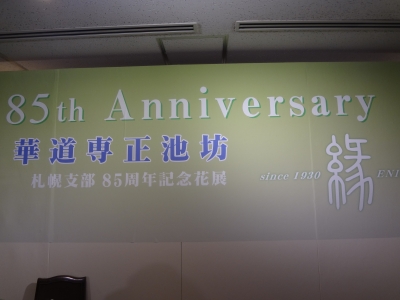 85th Anniversary
華道専正池坊
札幌支部 85周年記念花展
since 1930 縁 ENI